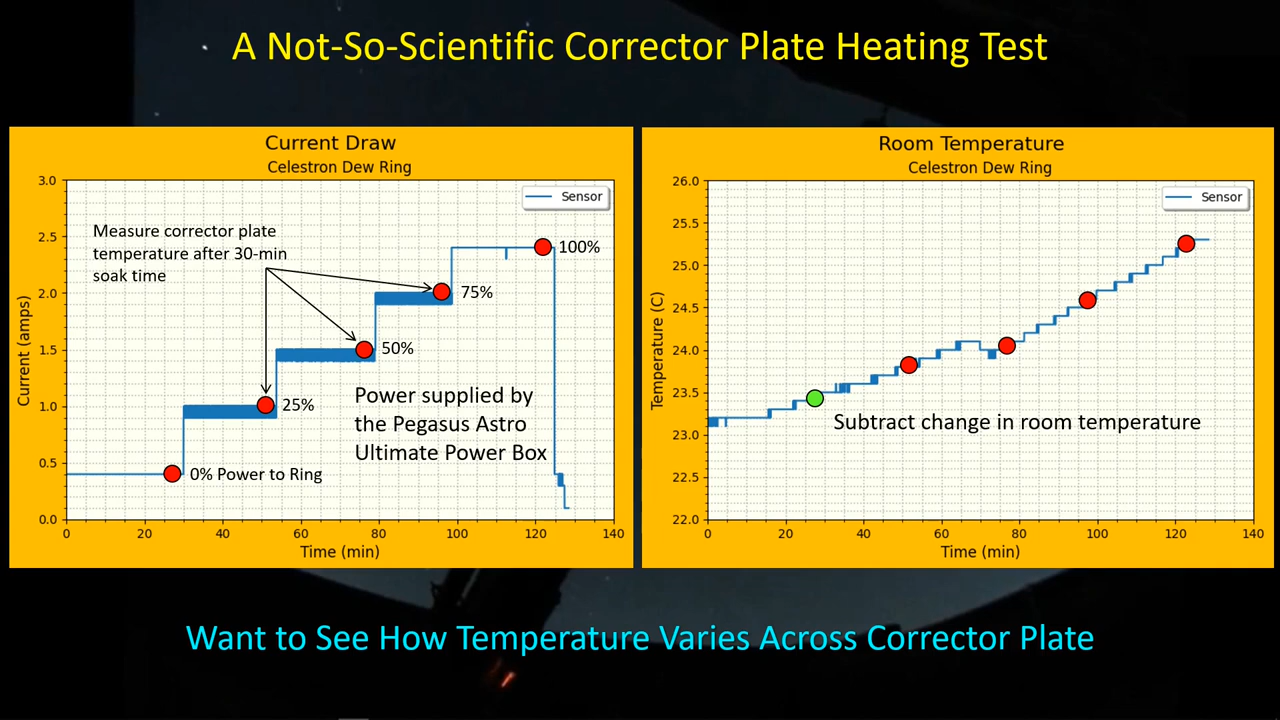 A Not-So-Scientific Corrector Plate Heating Test
Current Draw
Celestron Dew Ring
Sensor
Measure corrector plate
temperature after 30-min
soak time
100%
75%
50%
25%
0% Power to Ring
Power supplied by
the Pegasus Astro
Ultimate Power Box
Current (amps)
3.0
2.5
2.0
1.5
1.0
0.5
0.0
0 20 40 60 80 100 120 140
Time (min)
Room Temperature
Celestron Dew Ring
Sensor
Subtract change in room temperature
Temperature (C)
26.0
25.5
25.0
24.5
24.0
23.5
23.0
22.5
22.0
0 20 40 60 80 100 120 140
Time (min)
Want to See How Temperature Varies Across Corrector Plate